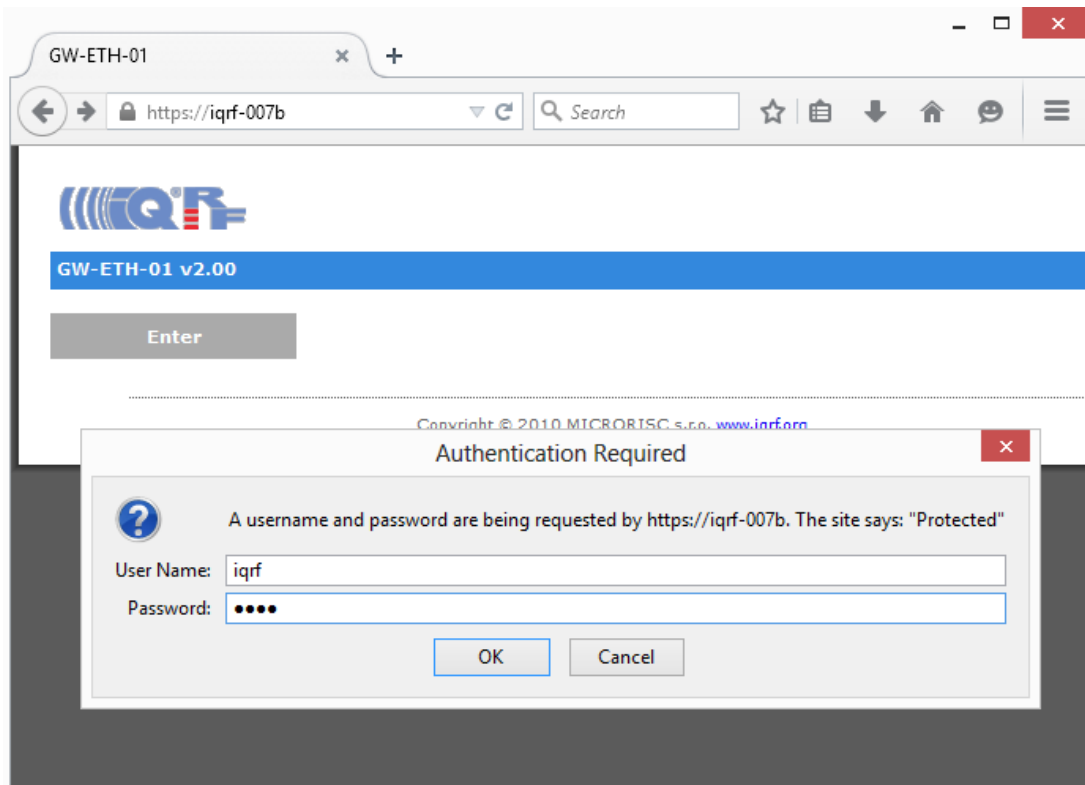 GW-ETH-01
https://iqrf-007b
Search
IQRF
GW-ETH-01 v2.00
Enter
Copyright © 2010 MICRORISC s.r.o. www.iqrf.org
Authentication Required
A username and password are being requested by https://iqrf-007b. The site says: "Protected"
User Name: iqrf
Password: ●●●●
OK Cancel